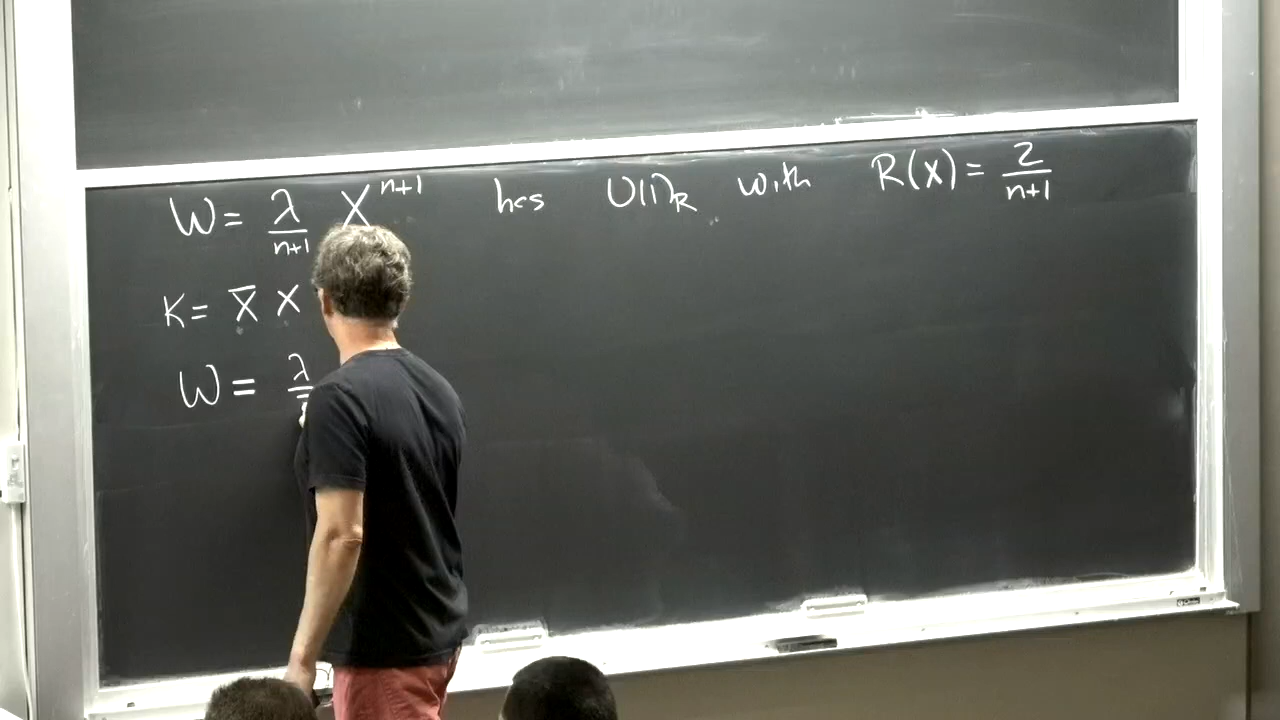 W = λ/n+1 X^n+1 has U(1)_R with R(X) = 2/n+1
K = X̄ X
W = λ